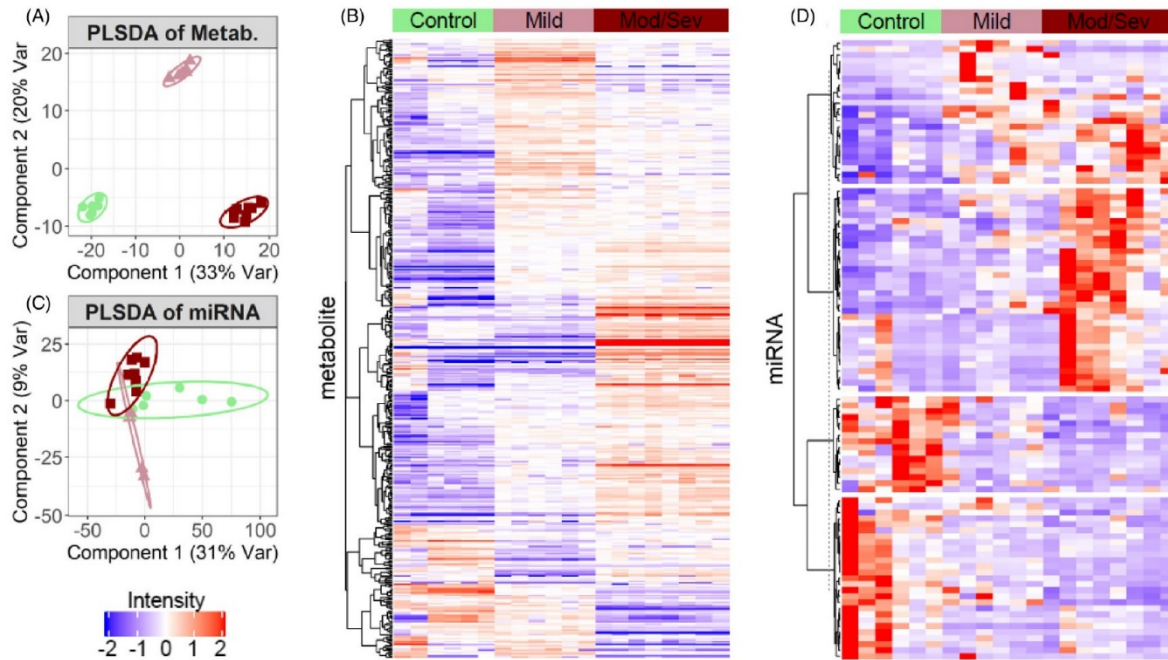 (A)
PLSDA of Metab.
20
10
0
-10
-20
-10
0
10
20
Component 2 (20% Var)
Component 1 (33% Var)
(B)
Control
Mild
Mod/Sev
metabolite
(C)
PLSDA of miRNA
25
0
-25
-50
-50
0
50
100
Component 2 (9% Var)
Component 1 (31% Var)
Intensity
-2 -1 0 1 2
(D)
Control
Mild
Mod/Sev
miRNA